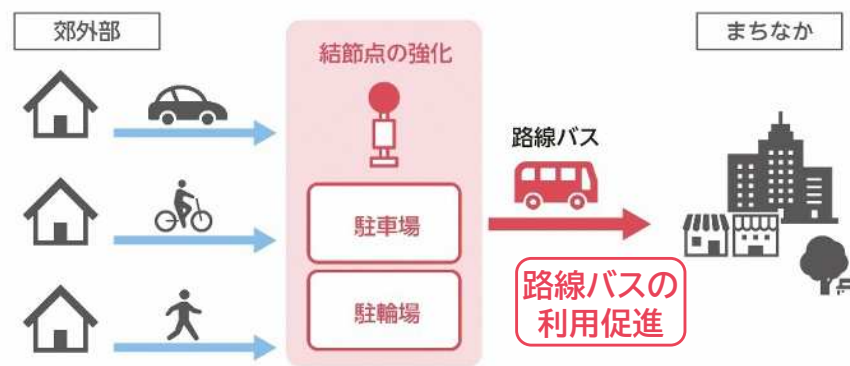 郊外部
結節点の強化
まちなか
路線バス
駐車場
駐輪場
路線バスの
利用促進